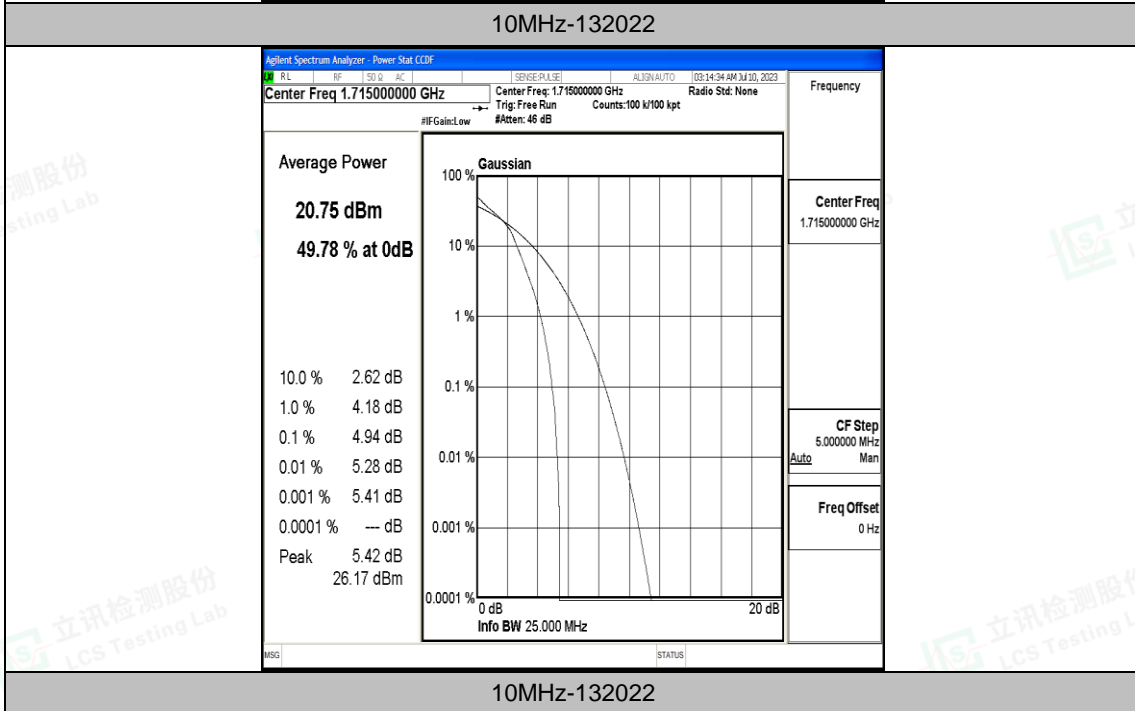 10MHz-132022
Agilent Spectrum Analyzer - Power Stat CCDF
RL RF 50 Ω AC SENSE:PULSE ALIGN AUTO 03:14:34 AM Jul 10, 2023
Center Freq 1.715000000 GHz
Center Freq: 1.715000000 GHz Radio Std: None
Trig: Free Run Counts:100 k/100 kpt
#IFGain:Low #Atten: 46 dB
Frequency
Average Power
20.75 dBm
49.78 % at 0dB
10.0 % 2.62 dB
1.0 % 4.18 dB
0.1 % 4.94 dB
0.01 % 5.28 dB
0.001 % 5.41 dB
0.0001 % --- dB
Peak 5.42 dB
26.17 dBm
Gaussian
100 %
10 %
1 %
0.1 %
0.01 %
0.001 %
0.0001 %
0 dB 20 dB
Info BW 25.000 MHz
Center Freq
1.715000000 GHz
CF Step
5.000000 MHz
Auto Man
Freq Offset
0 Hz
MSG STATUS
10MHz-132022
测股份
sting Lab
立讯检测股份
LCS Testing Lab
立讯检测股份
LCS Testing L